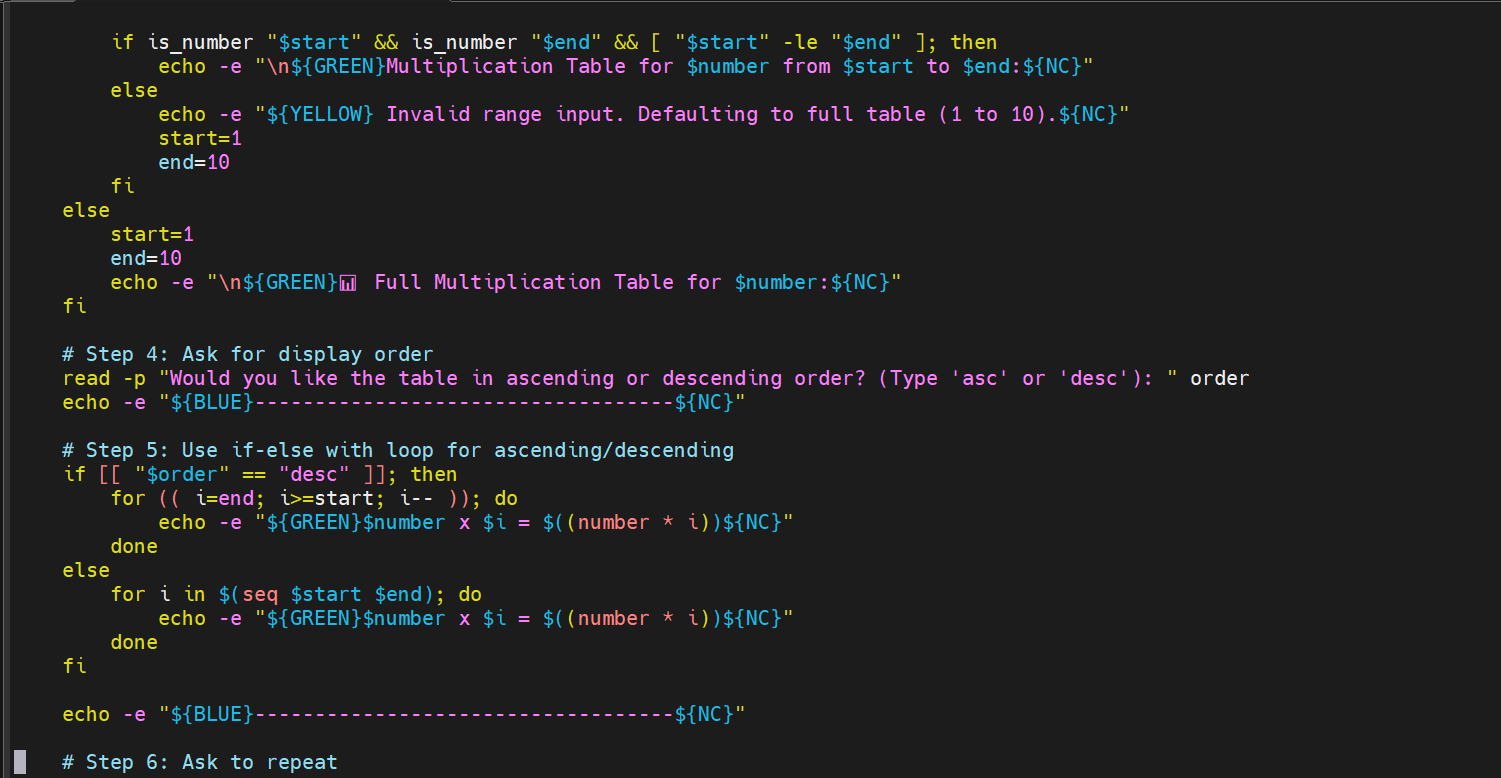 if is_number "$start" && is_number "$end" && [ "$start" -le "$end" ]; then
            echo -e "\n${GREEN}Multiplication Table for $number from $start to $end:${NC}"
        else
            echo -e "${YELLOW} Invalid range input. Defaulting to full table (1 to 10).${NC}"
            start=1
            end=10
        fi
    else
        start=1
        end=10
        echo -e "\n${GREEN}📊 Full Multiplication Table for $number:${NC}"
    fi

    # Step 4: Ask for display order
    read -p "Would you like the table in ascending or descending order? (Type 'asc' or 'desc'): " order
    echo -e "${BLUE}-----------------------------------${NC}"

    # Step 5: Use if-else with loop for ascending/descending
    if [[ "$order" == "desc" ]]; then
        for (( i=end; i>=start; i-- )); do
            echo -e "${GREEN}$number x $i = $((number * i))${NC}"
        done
    else
        for i in $(seq $start $end); do
            echo -e "${GREEN}$number x $i = $((number * i))${NC}"
        done
    fi

    echo -e "${BLUE}-----------------------------------${NC}"

    # Step 6: Ask to repeat